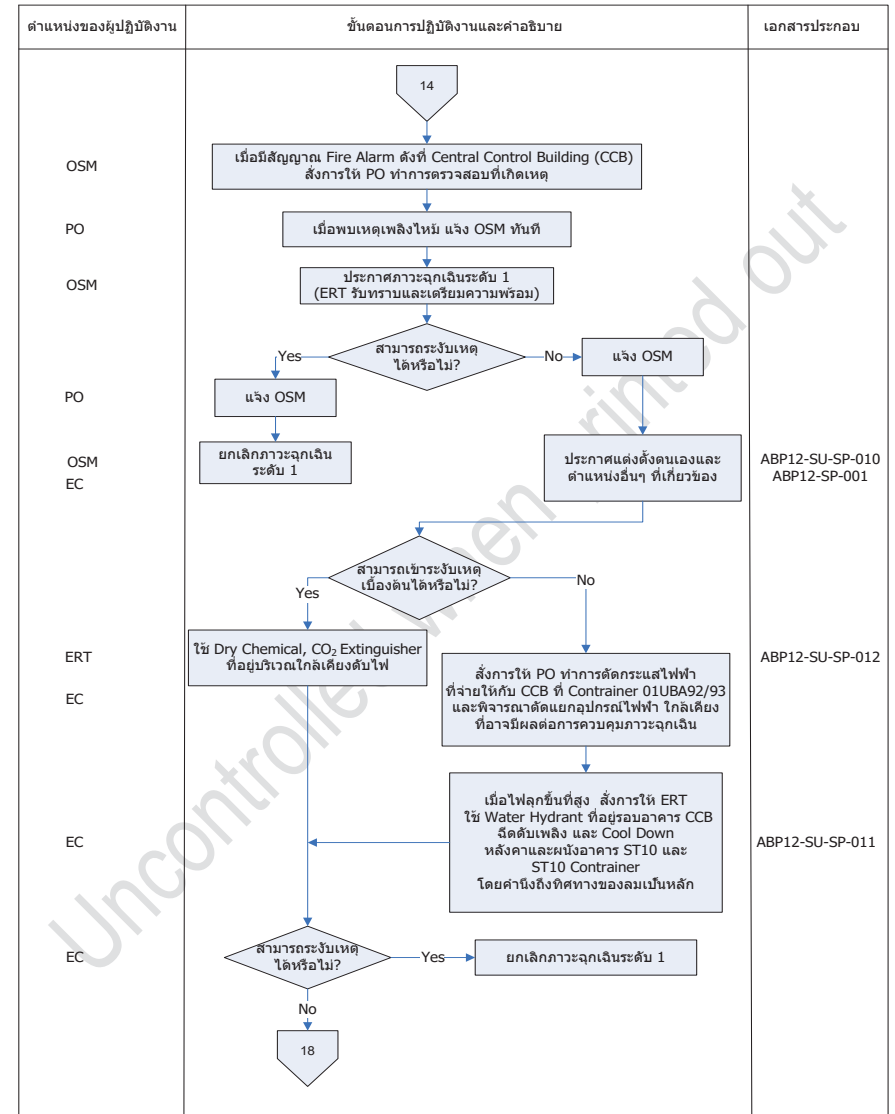 ตำแหน่งของผู้ปฏิบัติงาน
ขั้นตอนการปฏิบัติงานและคำอธิบาย
เอกสารประกอบ
14
OSM
เมื่อมีสัญญาณ Fire Alarm ดังที่ Central Control Building (CCB)
สั่งการให้ PO ทำการตรวจสอบที่เกิดเหตุ
PO
เมื่อพบเหตุเพลิงไหม้ แจ้ง OSM ทันที
OSM
ประกาศภาวะฉุกเฉินระดับ 1
(ERT รับทราบและเตรียมความพร้อม)
สามารถระงับเหตุ
ได้หรือไม่?
Yes
No
แจ้ง OSM
PO
แจ้ง OSM
OSM
EC
ยกเลิกภาวะฉุกเฉิน
ระดับ 1
ประกาศแต่งตั้งตนเองและ
ตำแหน่งอื่นๆ ที่เกี่ยวข้อง
ABP12-SU-SP-010
ABP12-SP-001
สามารถเข้าระงับเหตุ
เบื้องต้นได้หรือไม่?
Yes
No
ERT
ใช้ Dry Chemical, CO2 Extinguisher
ที่อยู่บริเวณใกล้เคียงดับไฟ
ABP12-SU-SP-012
EC
สั่งการให้ PO ทำการตัดกระแสไฟฟ้า
ที่จ่ายให้กับ CCB ที่ Contrainer 01UBA92/93
และพิจารณาตัดแยกอุปกรณ์ไฟฟ้า ใกล้เคียง
ที่อาจมีผลต่อการควบคุมภาวะฉุกเฉิน
EC
เมื่อไฟลุกขึ้นที่สูง สั่งการให้ ERT
ใช้ Water Hydrant ที่อยู่รอบอาคาร CCB
ฉีดดับเพลิง และ Cool Down
หลังคาและผนังอาคาร ST10 และ
ST10 Contrainer
โดยคำนึงถึงทิศทางของลมเป็นหลัก
ABP12-SU-SP-011
EC
สามารถระงับเหตุ
ได้หรือไม่?
Yes
ยกเลิกภาวะฉุกเฉินระดับ 1
No
18
Uncontrolled when printed out